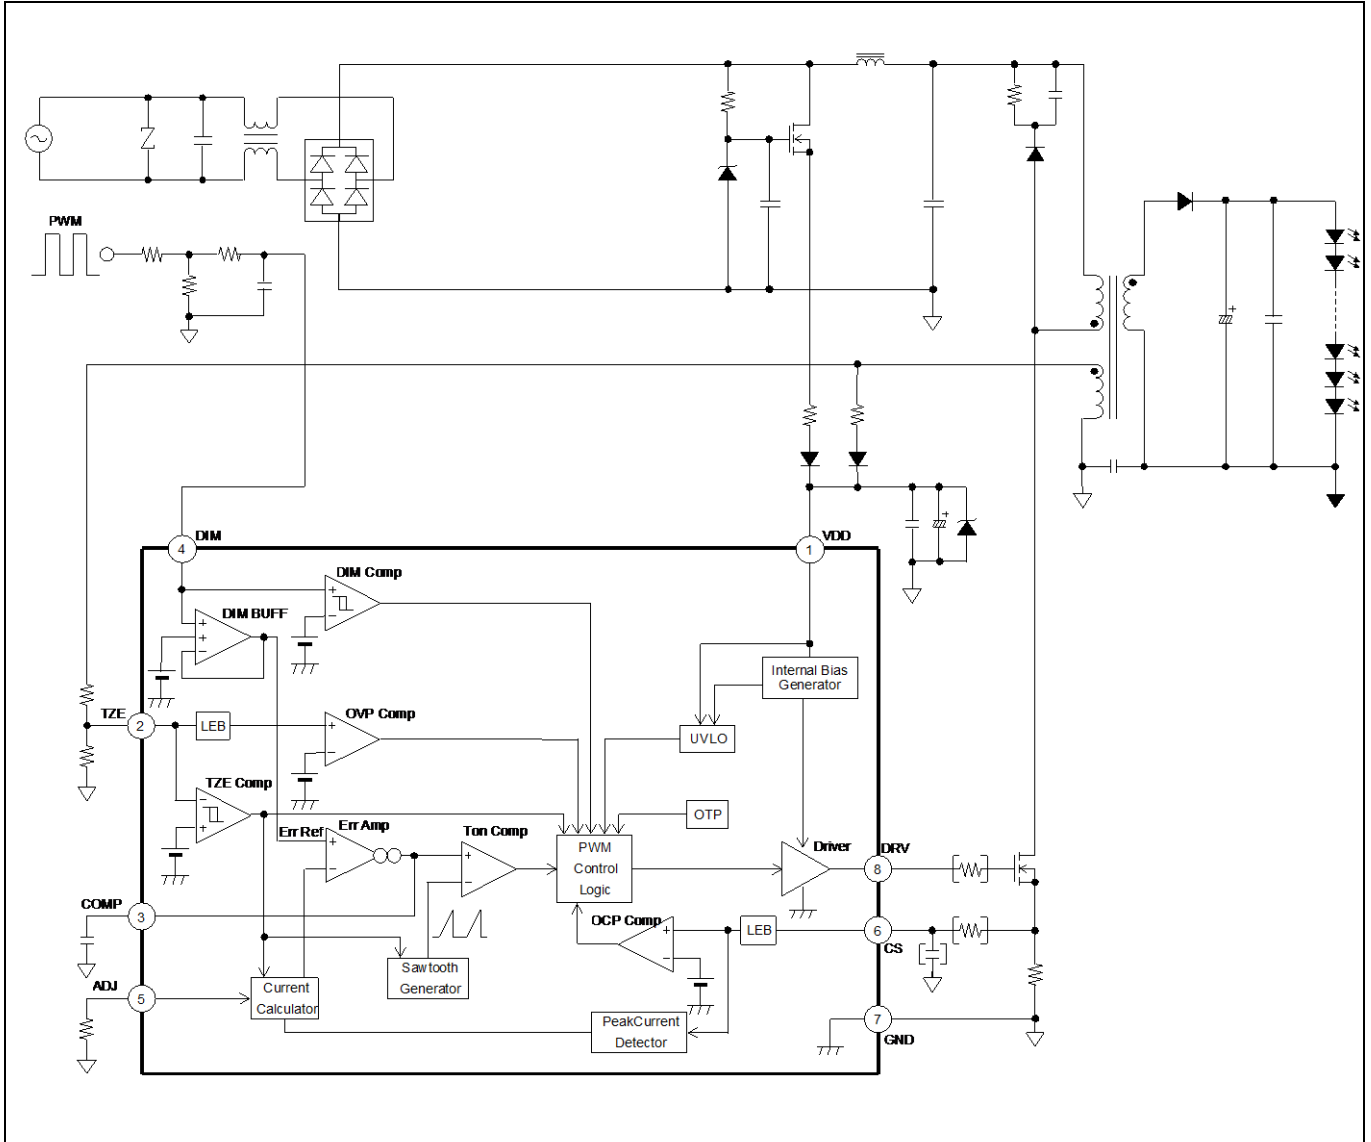 PWM
DIM
4
VDD
1
DIM Comp
+
−
DIM BUFF
+
+
−
Internal Bias
Generator
TZE
2
LEB
OVP Comp
+
−
UVLO
TZE Comp
−
+
OTP
Err Ref
Err Amp
+
−
Ton Comp
+
−
PWM
Control
Logic
Driver
DRV
8
COMP
3
OCP Comp
+
−
LEB
6
CS
Sawtooth
Generator
ADJ
5
Current
Calculator
PeakCurrent
Detector
7
GND
+
+